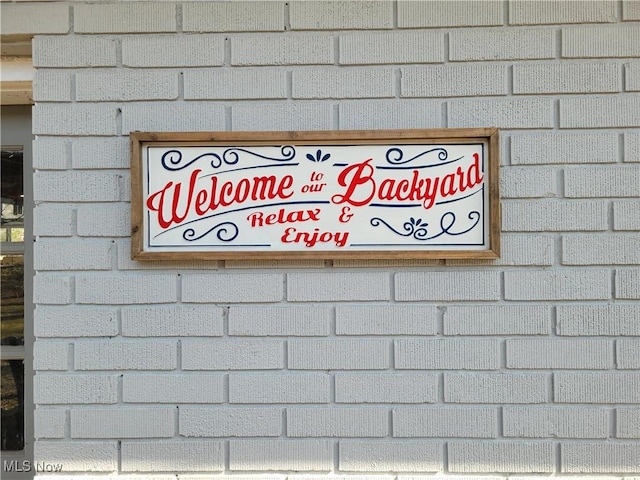 Welcome to our Backyard
Relax &
Enjoy
MLS Now